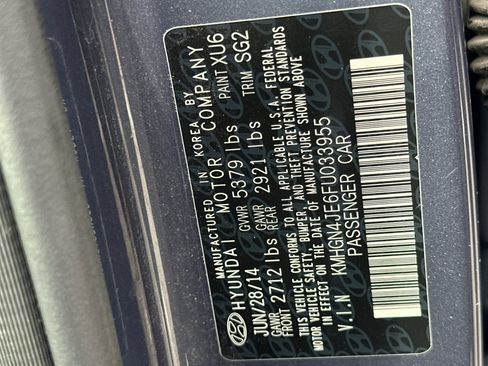 MANUFACTURED IN KOREA BY
HYUNDAI MOTOR COMPANY
JUN/28/14 GVWR 5379 lbs PAINT XU6
GAWR FRONT 2712 lbs GAWR REAR 2921 lbs TRIM SG2
THIS VEHICLE CONFORMS TO ALL APPLICABLE U.S.A. FEDERAL
MOTOR VEHICLE SAFETY, BUMPER, AND THEFT PREVENTION STANDARDS
IN EFFECT ON THE DATE OF MANUFACTURE SHOWN ABOVE
V.I.N KMHGN4JE6FU033955
PASSENGER CAR